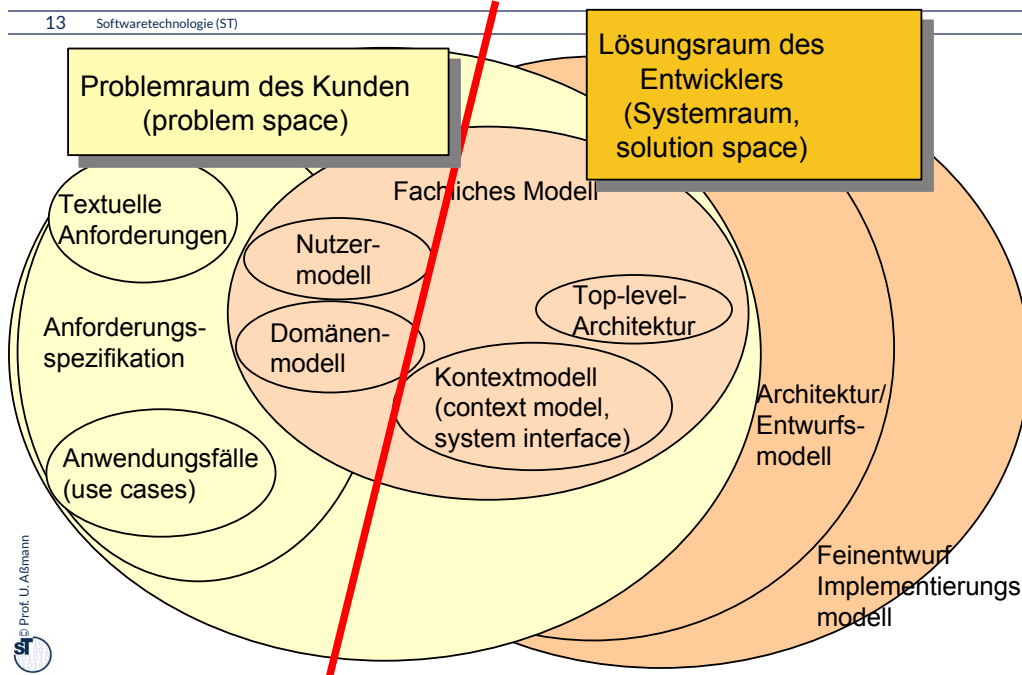 13 Softwaretechnologie (ST)
Problemraum des Kunden
(problem space)
Lösungsraum des
Entwicklers
(Systemraum,
solution space)
Fachliches Modell
Textuelle
Anforderungen
Nutzer-
modell
Top-level-
Architektur
Anforderungs-
spezifikation
Domänen-
modell
Kontextmodell
(context model,
system interface)
Architektur/
Entwurfs-
modell
Anwendungsfälle
(use cases)
Feinentwurf
Implementierungs
modell
© Prof. U. Aßmann
ST